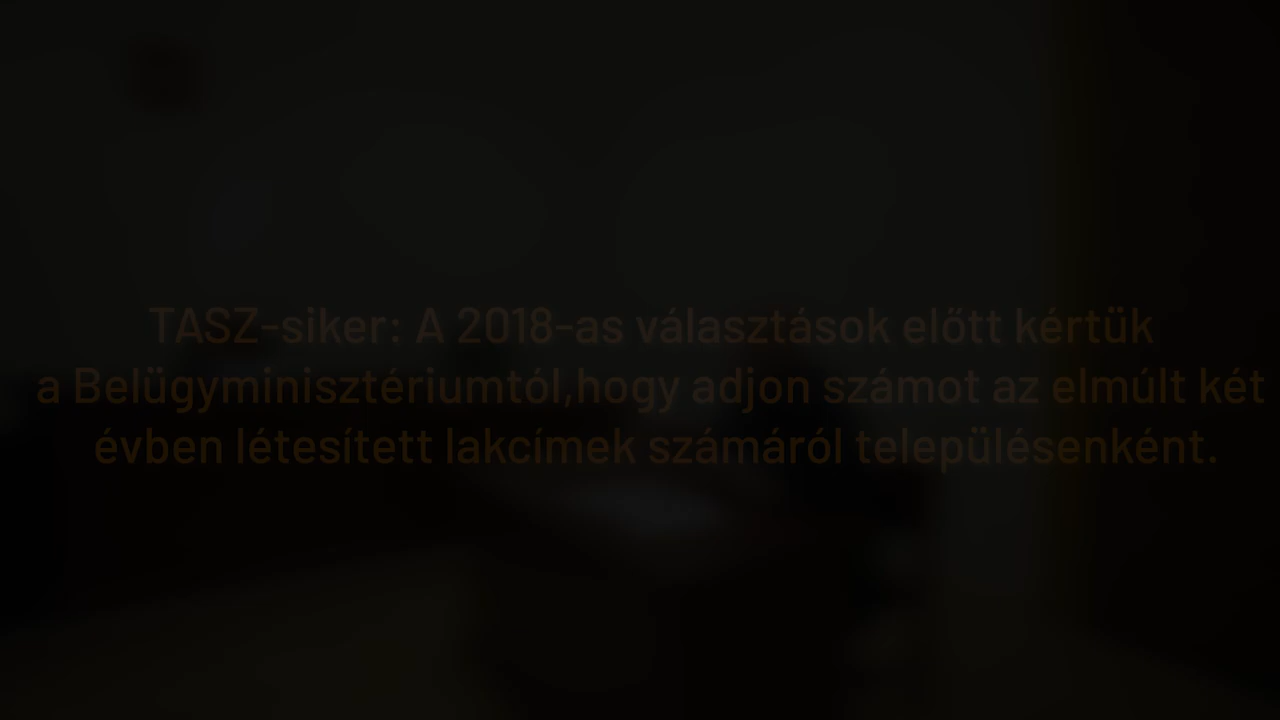 TASZ-siker: A 2018-as választások előtt kértük
a Belügyminisztériumtól,hogy adjon számot az elmúlt két
évben létesített lakcímek számáról településenként.